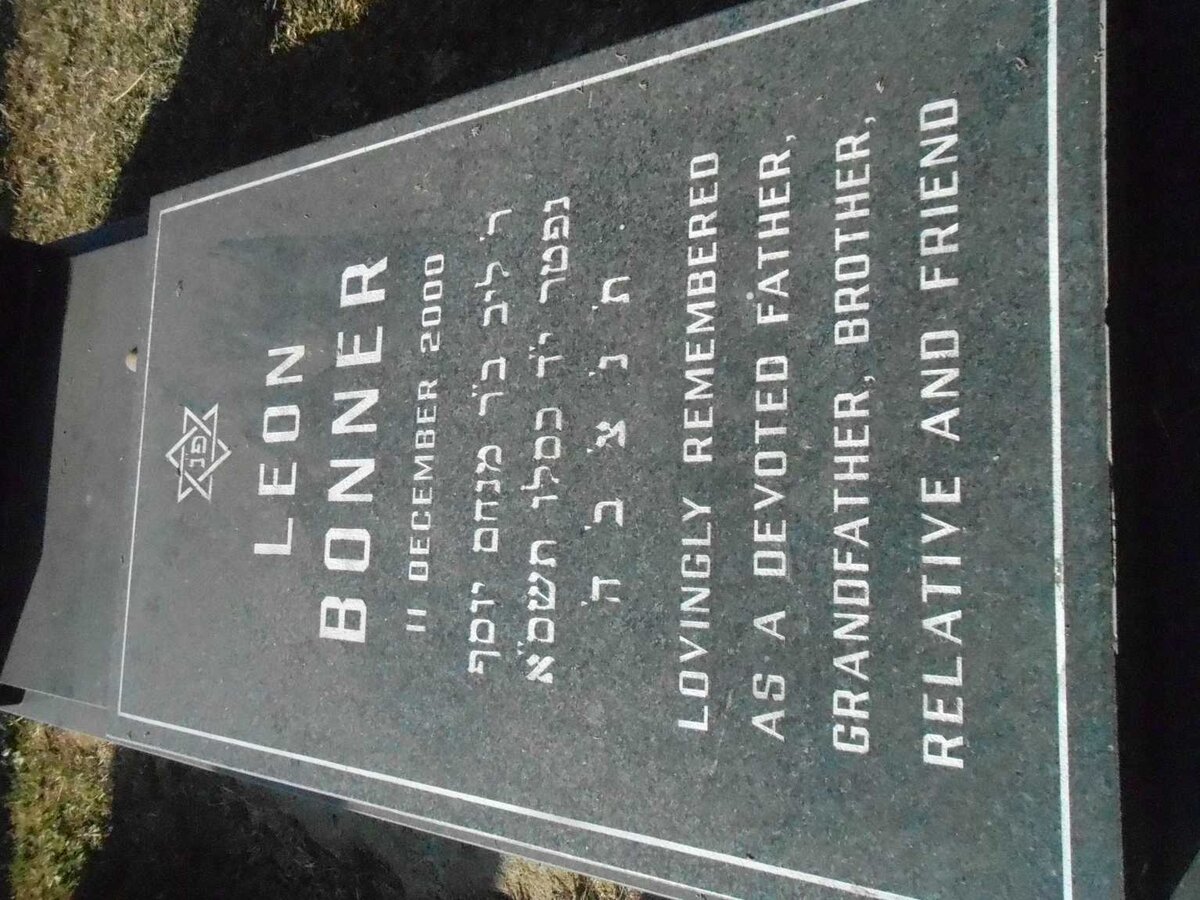 פנ
LEON
BONNER
11 DECEMBER 2000
ר' ליב ב"ר מנחם יוסף
נפטר י"ד כסלו תשס"א
ת' נ' צ' ב' ה'
LOVINGLY REMEMBERED
AS A DEVOTED FATHER,
GRANDFATHER, BROTHER,
RELATIVE AND FRIEND